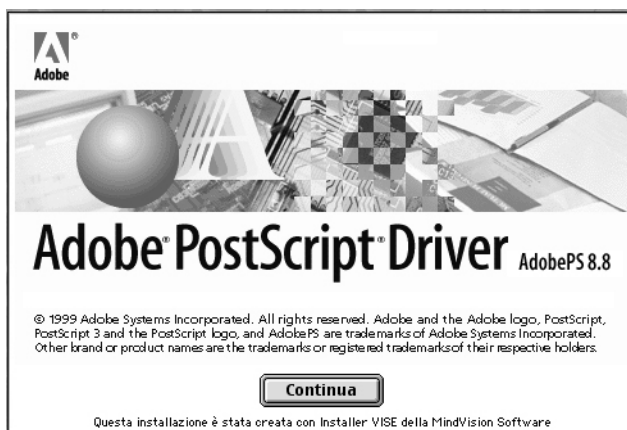 Adobe®
Adobe® PostScript® Driver AdobePS 8.8
© 1999 Adobe Systems Incorporated. All rights reserved. Adobe and the Adobe logo, PostScript,
PostScript 3 and the PostScript logo, and AdobePS are trademarks of Adobe Systems Incorporated.
Other brand or product names are the trademarks or registered trademarks of their respective holders.
Continua
Questa installazione è stata creata con Installer VISE della MindVision Software